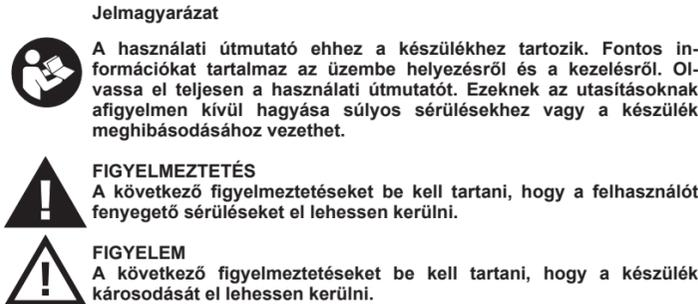 Jelmagyarázat
A használati útmutató ehhez a készülékhez tartozik. Fontos in-
formációkat tartalmaz az üzembe helyezésről és a kezelésről. Ol-
vassa el teljesen a használati útmutatót. Ezeknek az utasításoknak
afigyelmen kívül hagyása súlyos sérülésekhez vagy a készülék
meghibásodásához vezethet.
FIGYELMEZTETÉS
A következő figyelmeztetéseket be kell tartani, hogy a felhasználót
fenyegető sérüléseket el lehessen kerülni.
FIGYELEM
A következő figyelmeztetéseket be kell tartani, hogy a készülék
károsodását el lehessen kerülni.